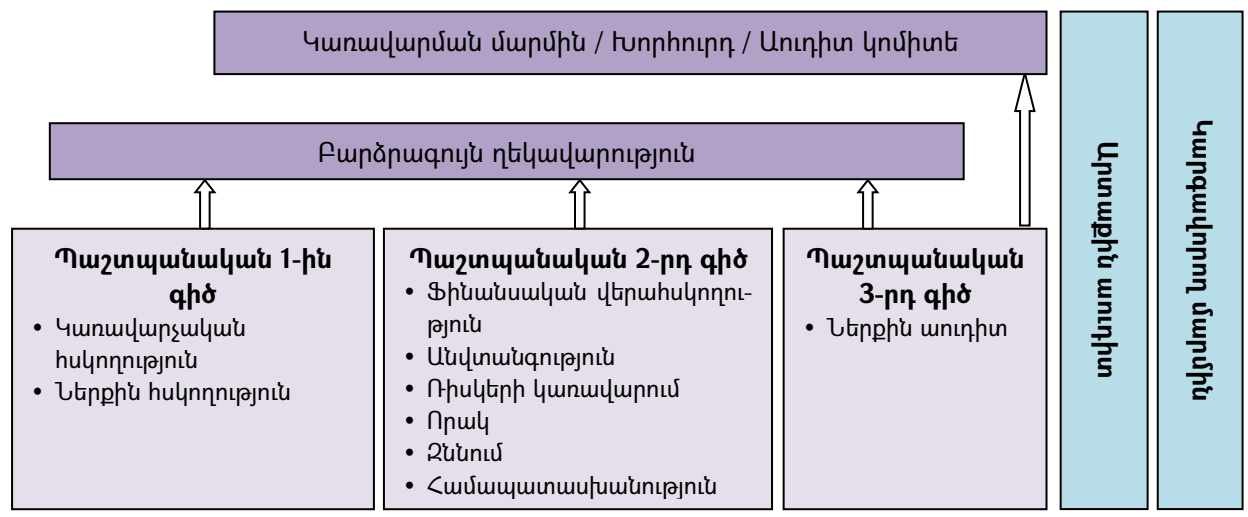 Կառավարման մարմին / Խորհուրդ / Աուդիտ կոմիտե
Բարձրագույն ղեկավարություն
Պաշտպանական 1-ին
գիծ
• Կառավարչական
հսկողություն
• Ներքին հսկողություն
Պաշտպանական 2-րդ գիծ
• Ֆինանսական վերահսկողու-
թյուն
• Անվտանգություն
• Ռիսկերի կառավարում
• Որակ
• Զննում
• Համապատասխանություն
Պաշտպանական
3-րդ գիծ
• Ներքին աուդիտ
Արտաքին աուդիտ
Կարգավորող մարմին